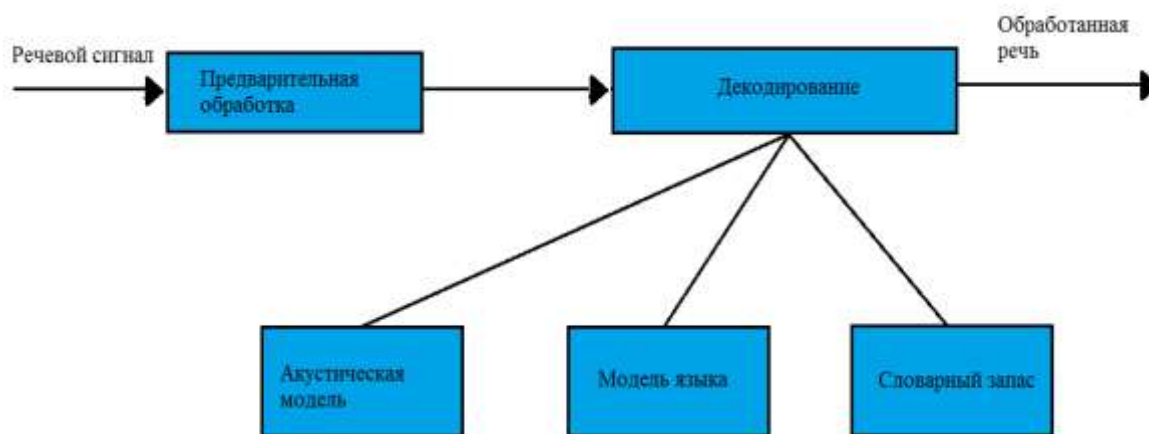 Речевой сигнал
Обработанная
речь
Предварительная
обработка
Декодирование
Акустическая
модель
Модель языка
Словарный запас